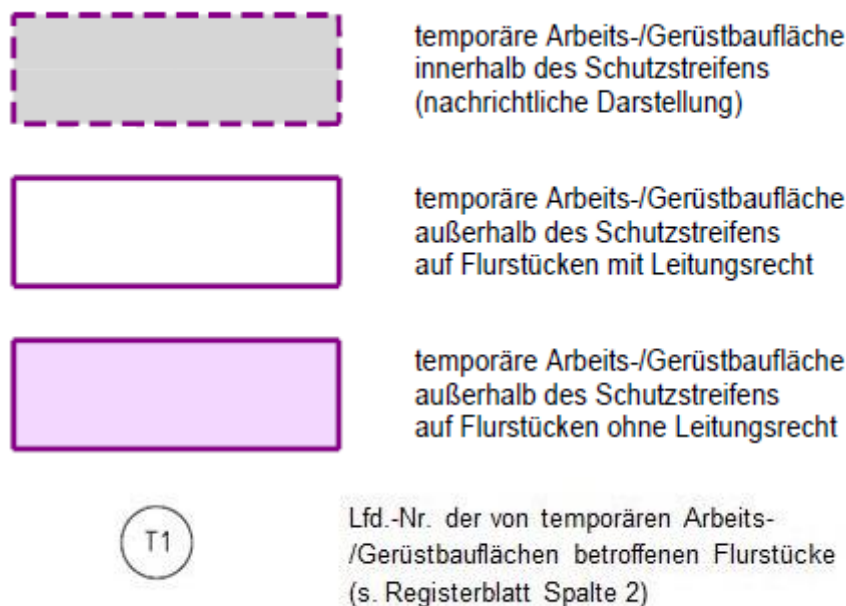 temporäre Arbeits-/Gerüstbaufläche
innerhalb des Schutzstreifens
(nachrichtliche Darstellung)
temporäre Arbeits-/Gerüstbaufläche
außerhalb des Schutzstreifens
auf Flurstücken mit Leitungsrecht
temporäre Arbeits-/Gerüstbaufläche
außerhalb des Schutzstreifens
auf Flurstücken ohne Leitungsrecht
T1
Lfd.-Nr. der von temporären Arbeits-
/Gerüstbauflächen betroffenen Flurstücke
(s. Registerblatt Spalte 2)